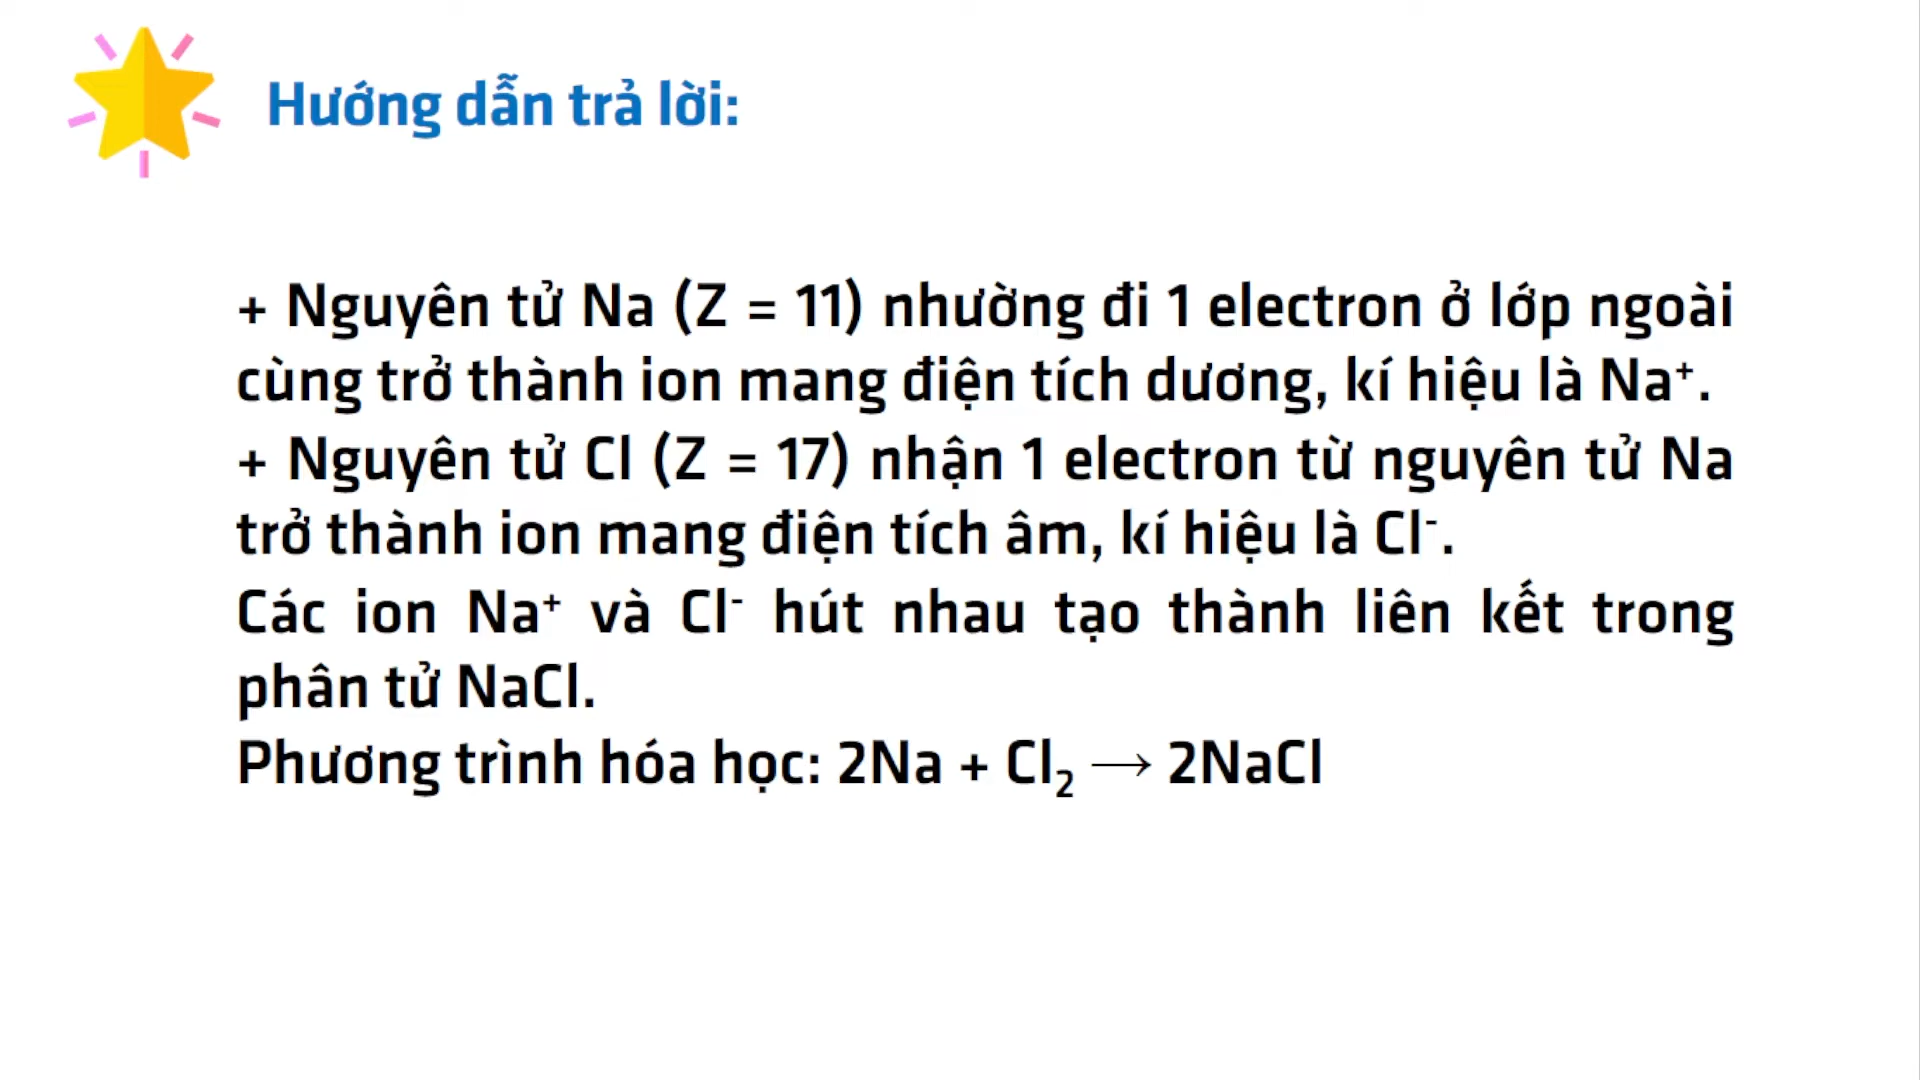 Hướng dẫn trả lời:
+ Nguyên tử Na (Z = 11) nhường đi 1 electron ở lớp ngoài
cùng trở thành ion mang điện tích dương, kí hiệu là Na⁺.
+ Nguyên tử Cl (Z = 17) nhận 1 electron từ nguyên tử Na
trở thành ion mang điện tích âm, kí hiệu là Cl⁻.
Các ion Na⁺ và Cl⁻ hút nhau tạo thành liên kết trong
phân tử NaCl.
Phương trình hóa học: 2Na + Cl₂ ⟶ 2NaCl